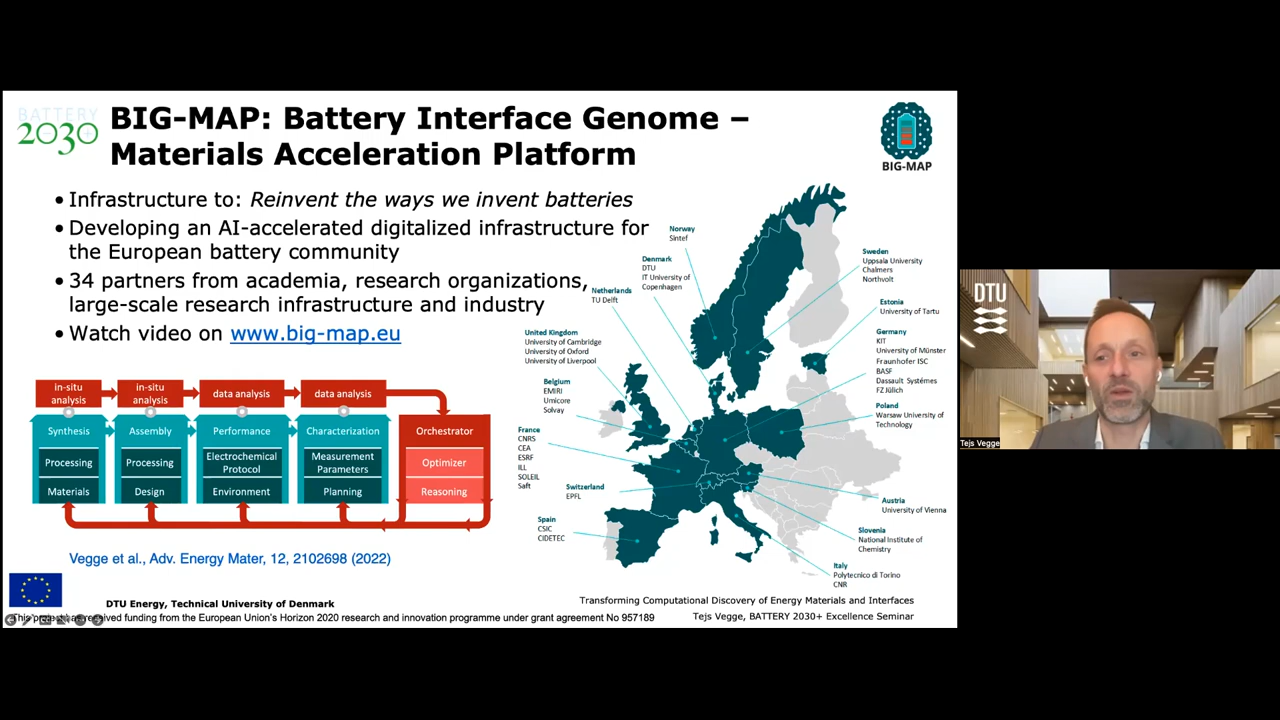 BATTERY
2030+
BIG-MAP: Battery Interface Genome –
Materials Acceleration Platform
BIG-MAP
• Infrastructure to: Reinvent the ways we invent batteries
• Developing an AI-accelerated digitalized infrastructure for
the European battery community
• 34 partners from academia, research organizations,
large-scale research infrastructure and industry
• Watch video on www.big-map.eu
in-situ
analysis
in-situ
analysis
data analysis
data analysis
Synthesis
Assembly
Performance
Characterization
Orchestrator
Processing
Processing
Electrochemical
Protocol
Measurement
Parameters
Optimizer
Materials
Design
Environment
Planning
Reasoning
Vegge et al., Adv. Energy Mater, 12, 2102698 (2022)
Norway
Sintef
Denmark
DTU
IT University of
Copenhagen
Netherlands
TU Delft
United Kingdom
University of Cambridge
University of Oxford
University of Liverpool
Belgium
EMIRI
Umicore
Solvay
France
CNRS
CEA
ESRF
ILL
SOLEIL
Saft
Switzerland
EPFL
Spain
CSIC
CIDETEC
Sweden
Uppsala University
Chalmers
Northvolt
Estonia
University of Tartu
Germany
KIT
University of Münster
Fraunhofer ISC
BASF
Dassault Systémes
FZ Jülich
Poland
Warsaw University of
Technology
Austria
University of Vienna
Slovenia
National Institute of
Chemistry
Italy
Polytecnico di Torino
CNR
DTU Energy, Technical University of Denmark
Transforming Computational Discovery of Energy Materials and Interfaces
This project has received funding from the European Union's Horizon 2020 research and innovation programme under grant agreement No 957189
Tejs Vegge, BATTERY 2030+ Excellence Seminar
DTU
Tejs Vegge